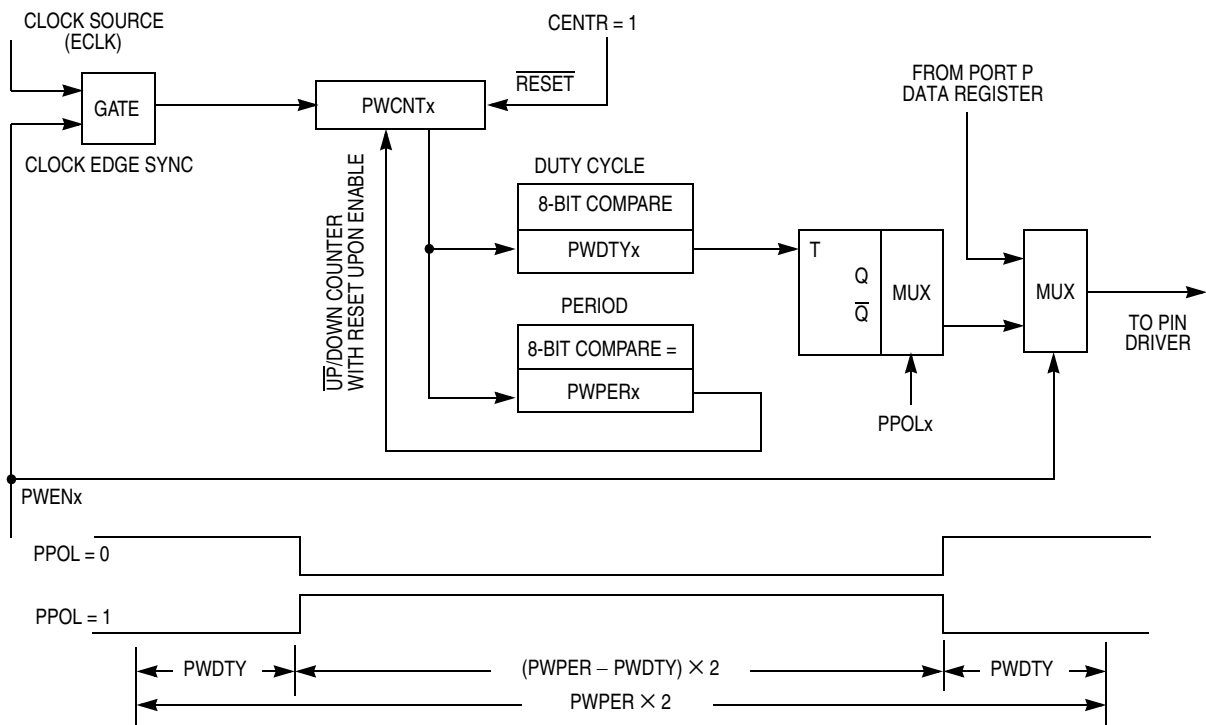 CLOCK SOURCE
(ECLK)
CENTR = 1
FROM PORT P
DATA REGISTER
GATE
PWCNTx
R̅E̅S̅E̅T̅
CLOCK EDGE SYNC
U̅P̅/DOWN COUNTER
WITH RESET UPON ENABLE
DUTY CYCLE
8-BIT COMPARE
PWDTYx
PERIOD
8-BIT COMPARE =
PWPERx
T
Q
Q̅
MUX
PPOLx
MUX
TO PIN
DRIVER
PWENx
PPOL = 0
PPOL = 1
PWDTY
(PWPER – PWDTY) × 2
PWDTY
PWPER × 2